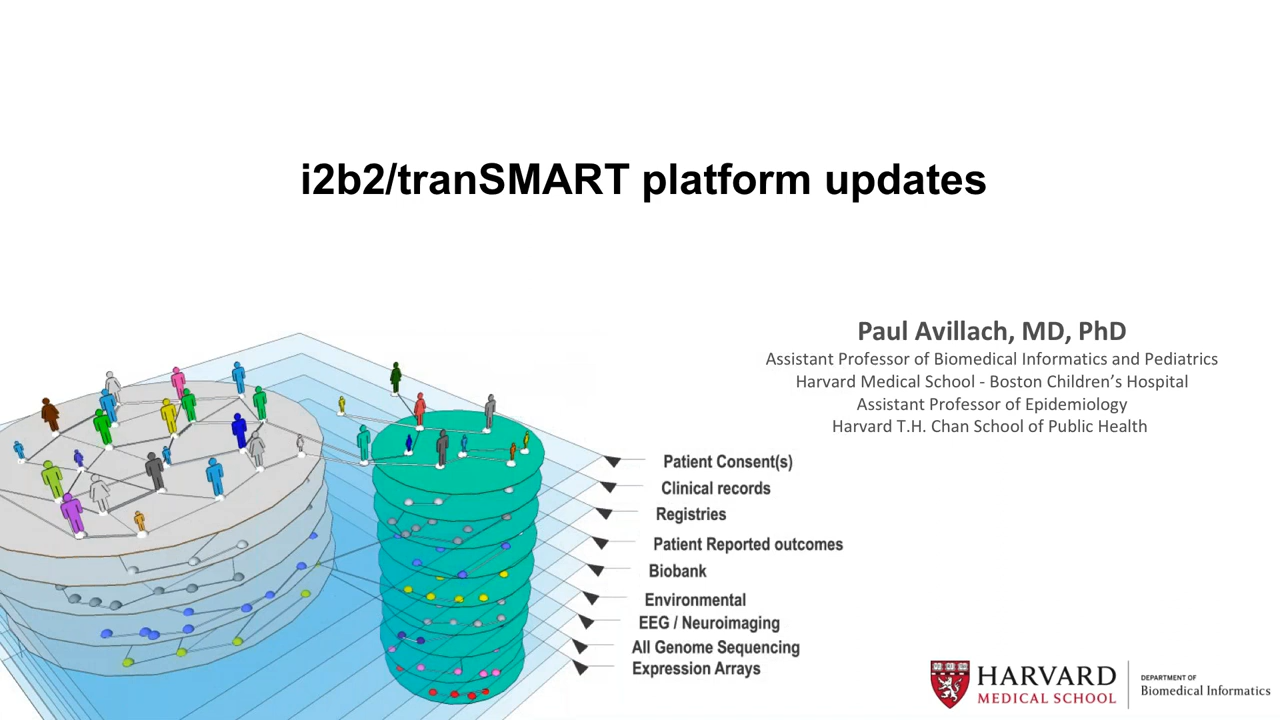 i2b2/tranSMART platform updates
Paul Avillach, MD, PhD
Assistant Professor of Biomedical Informatics and Pediatrics
Harvard Medical School - Boston Children’s Hospital
Assistant Professor of Epidemiology
Harvard T.H. Chan School of Public Health
Patient Consent(s)
Clinical records
Registries
Patient Reported outcomes
Biobank
Environmental
EEG / Neuroimaging
All Genome Sequencing
Expression Arrays
HARVARD
MEDICAL SCHOOL
DEPARTMENT OF
Biomedical Informatics